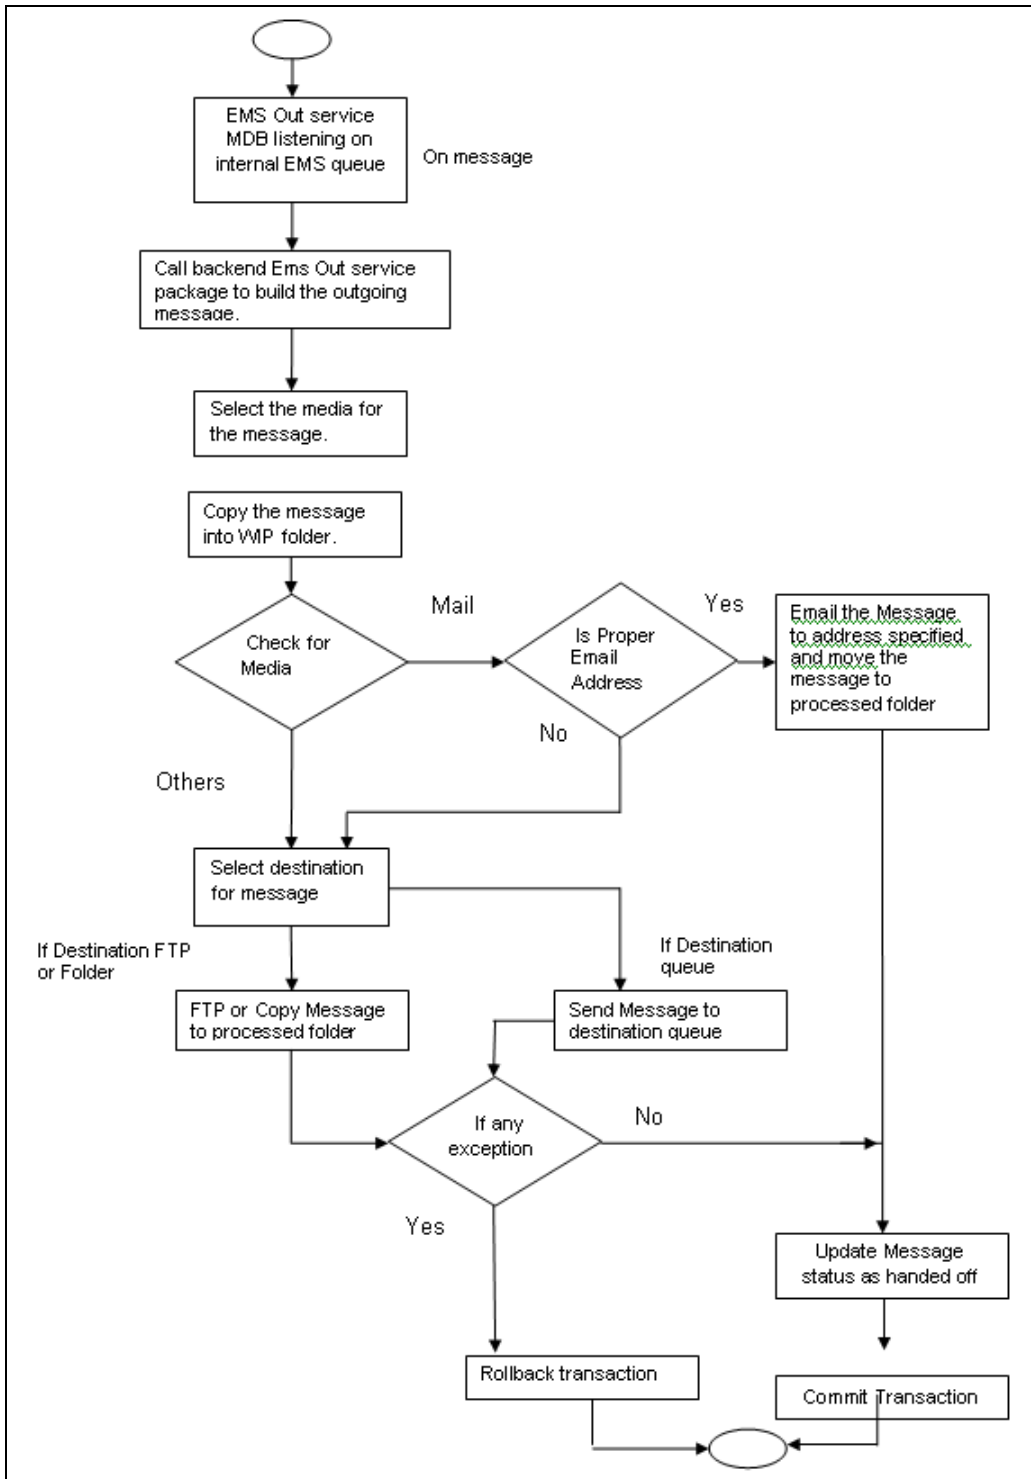 EMS Out service
MDB listening on
internal EMS queue
On message
Call backend Ems Out service
package to build the outgoing
message.
Select the media for
the message.
Copy the message
into WIP folder.
Check for
Media
Mail
Is Proper
Email
Address
Yes
Email the Message
to address specified
and move the
message to
processed folder
No
Others
Select destination
for message
If Destination FTP
or Folder
If Destination
queue
FTP or Copy Message
to processed folder
Send Message to
destination queue
If any
exception
No
Yes
Update Message
status as handed off
Rollback transaction
Commit Transaction